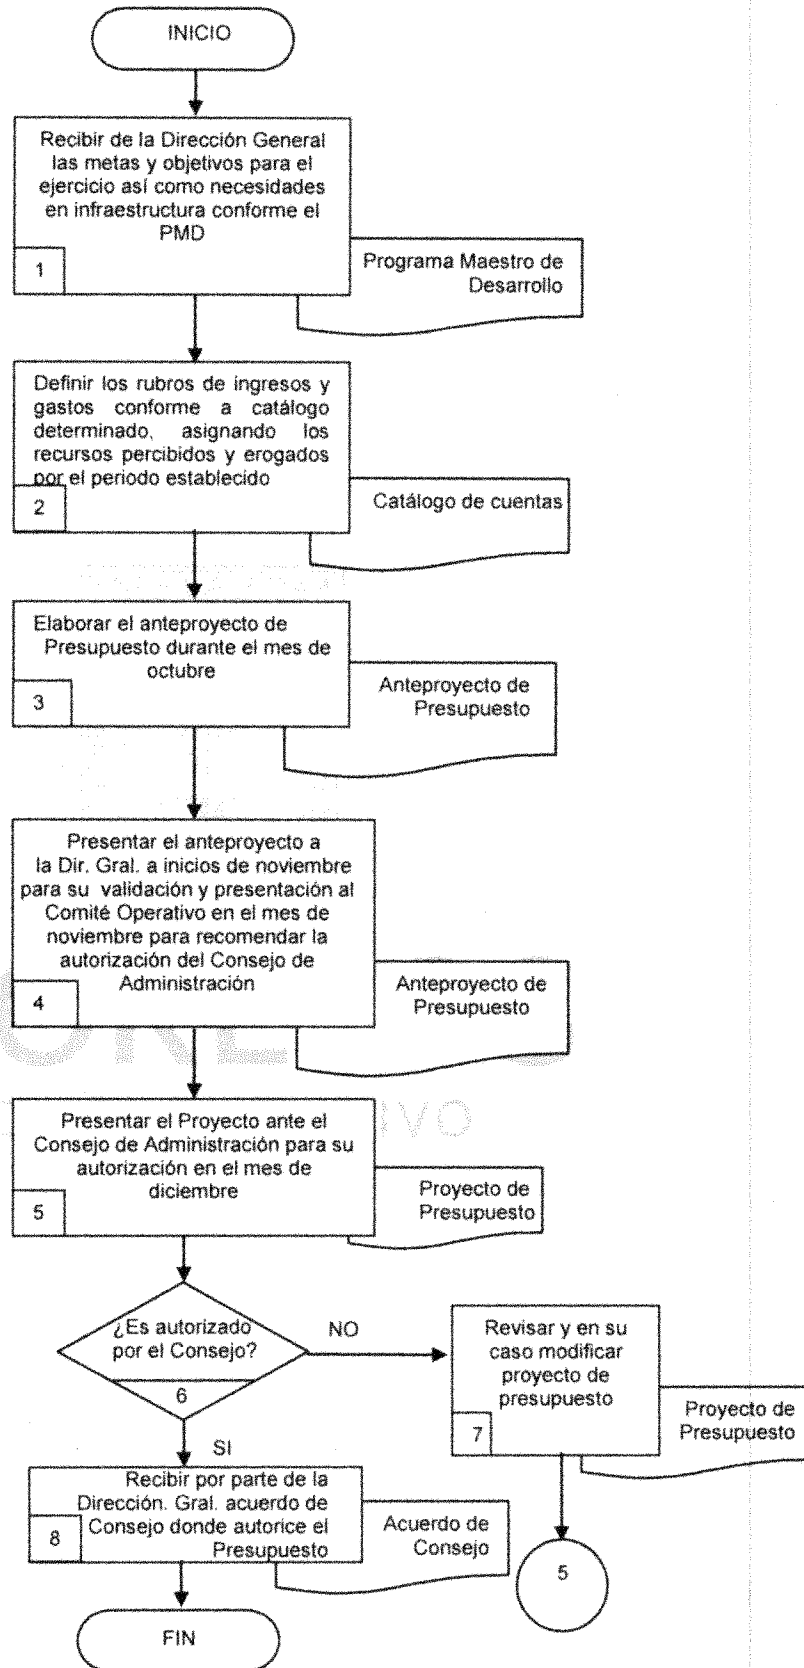 INICIO
Recibir de la Dirección General
las metas y objetivos para el
ejercicio así como necesidades
en infraestructura conforme el
PMD
1
Programa Maestro de
Desarrollo
Definir los rubros de ingresos y
gastos conforme a catálogo
determinado, asignando los
recursos percibidos y erogados
por el periodo establecido
2
Catálogo de cuentas
Elaborar el anteproyecto de
Presupuesto durante el mes de
octubre
3
Anteproyecto de
Presupuesto
Presentar el anteproyecto a
la Dir. Gral. a inicios de noviembre
para su validación y presentación al
Comité Operativo en el mes de
noviembre para recomendar la
autorización del Consejo de
Administración
4
Anteproyecto de
Presupuesto
Presentar el Proyecto ante el
Consejo de Administración para su
autorización en el mes de
diciembre
5
Proyecto de
Presupuesto
¿Es autorizado
por el Consejo?
6
NO
Revisar y en su
caso modificar
proyecto de
presupuesto
7
Proyecto de
Presupuesto
5
SI
Recibir por parte de la
Dirección. Gral. acuerdo de
Consejo donde autorice el
Presupuesto
8
Acuerdo de
Consejo
FIN